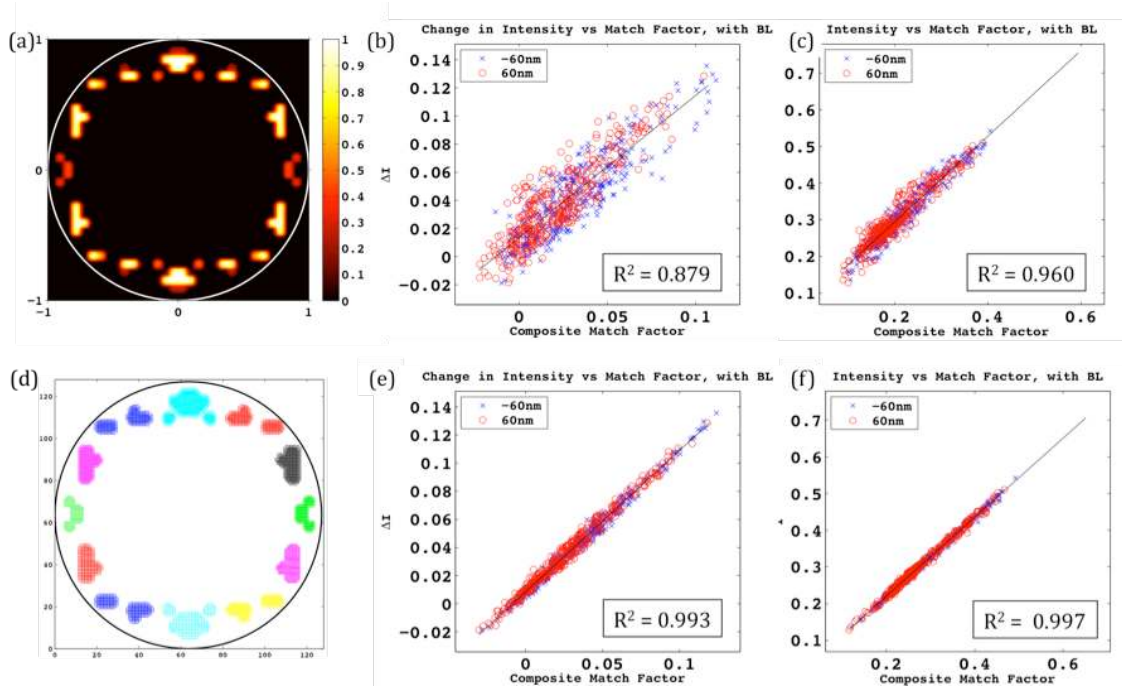 (a)
1
0
−1
−1 0 1
1
0.9
0.8
0.7
0.6
0.5
0.4
0.3
0.2
0.1
0
(b)
Change in Intensity vs Match Factor, with BL
× -60nm
○ 60nm
0.14
0.12
0.1
0.08
0.06
0.04
0.02
0
−0.02
ΔI
R² = 0.879
0 0.05 0.1
Composite Match Factor
(c)
Intensity vs Match Factor, with BL
× -60nm
○ 60nm
0.7
0.6
0.5
0.4
0.3
0.2
0.1
R² = 0.960
0.2 0.4 0.6
Composite Match Factor
(d)
120
100
80
60
40
20
0
0 20 40 60 80 100 120
(e)
Change in Intensity vs Match Factor, with BL
× -60nm
○ 60nm
0.14
0.12
0.1
0.08
0.06
0.04
0.02
0
−0.02
ΔI
R² = 0.993
0 0.05 0.1
Composite Match Factor
(f)
Intensity vs Match Factor, with BL
× -60nm
○ 60nm
0.7
0.6
0.5
0.4
0.3
0.2
0.1
R² = 0.997
0.2 0.4 0.6
Composite Match Factor